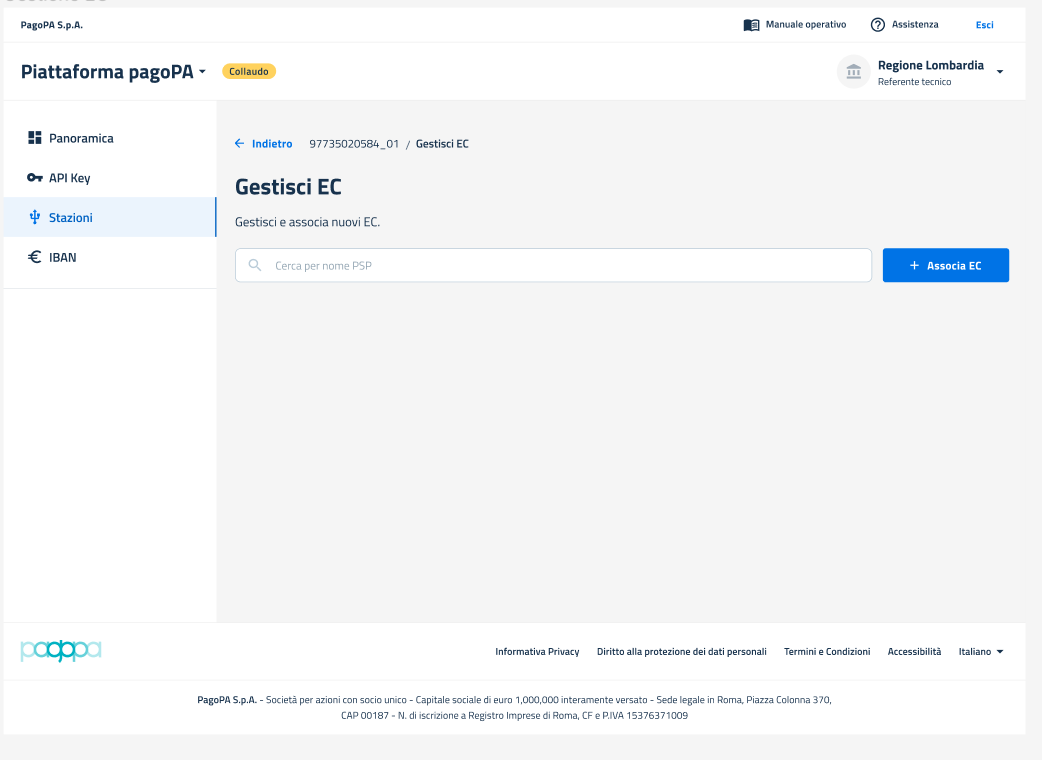 PagoPA S.p.A.
Manuale operativo
Assistenza
Esci
Piattaforma pagoPA
Collaudo
Regione Lombardia
Referente tecnico
Panoramica
API Key
Stazioni
IBAN
Indietro 97735020584_01 / Gestisci EC
Gestisci EC
Gestisci e associa nuovi EC.
Cerca per nome PSP
+ Associa EC
pagopa
Informativa Privacy
Diritto alla protezione dei dati personali
Termini e Condizioni
Accessibilità
Italiano
PagoPA S.p.A. - Società per azioni con socio unico - Capitale sociale di euro 1,000,000 interamente versato - Sede legale in Roma, Piazza Colonna 370,
CAP 00187 - N. di iscrizione a Registro Imprese di Roma, CF e P.IVA 15376371009